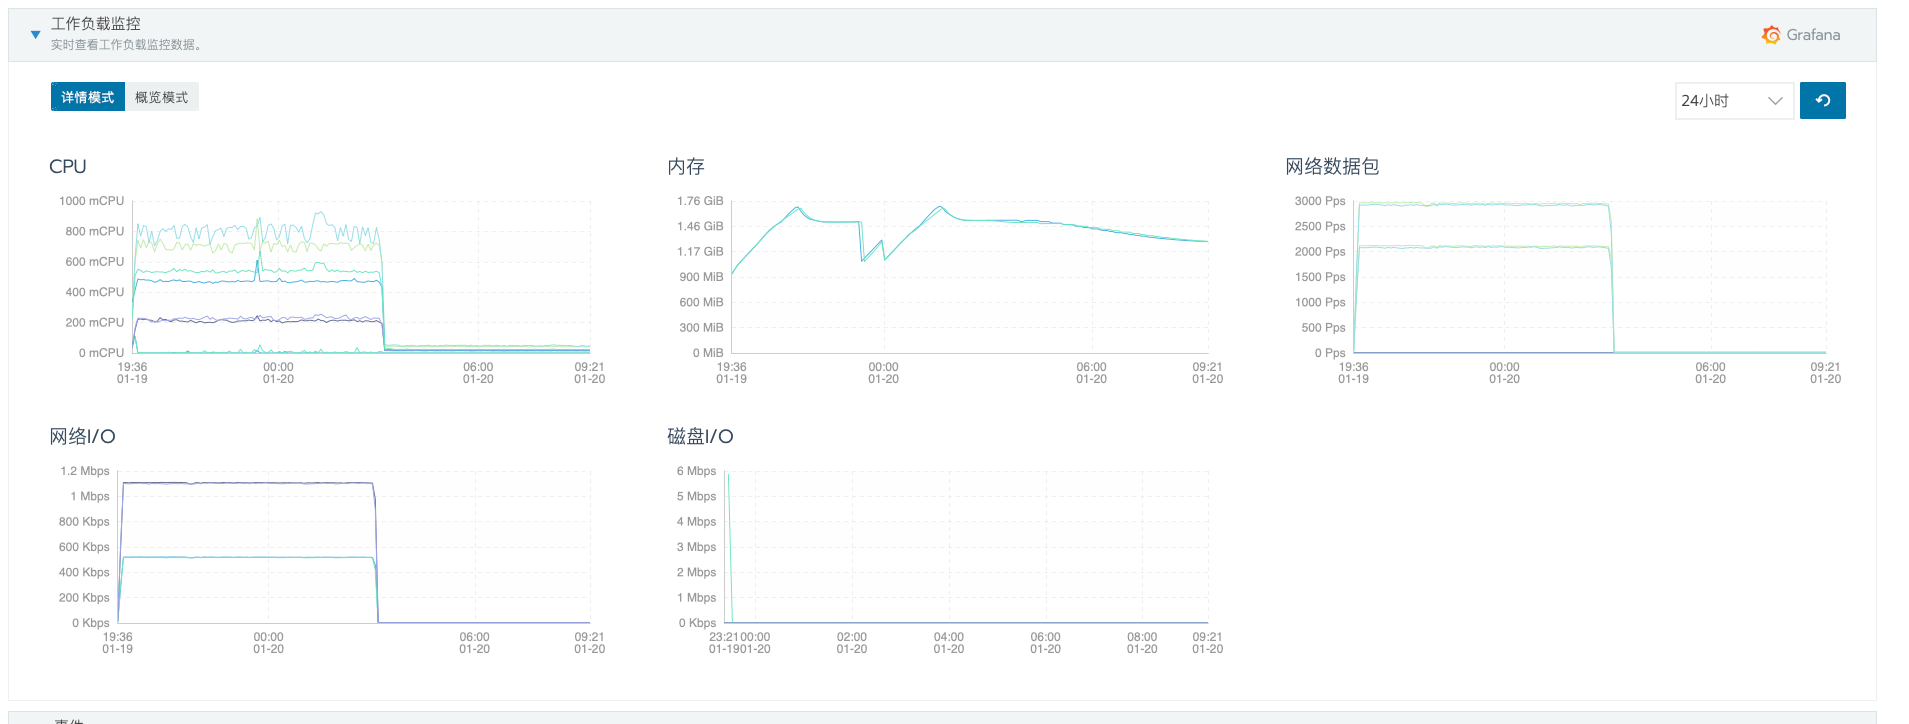 工作负载监控
实时查看工作负载监控数据。
Grafana
详情模式
概览模式
24小时
CPU
1000 mCPU
800 mCPU
600 mCPU
400 mCPU
200 mCPU
0 mCPU
19:36 00:00 06:00 09:21
01-19 01-20 01-20 01-20
内存
1.76 GiB
1.46 GiB
1.17 GiB
900 MiB
600 MiB
300 MiB
0 MiB
19:36 00:00 06:00 09:21
01-19 01-20 01-20 01-20
网络数据包
3000 Pps
2500 Pps
2000 Pps
1500 Pps
1000 Pps
500 Pps
0 Pps
19:36 00:00 06:00 09:21
01-19 01-20 01-20 01-20
网络I/O
1.2 Mbps
1 Mbps
800 Kbps
600 Kbps
400 Kbps
200 Kbps
0 Kbps
19:36 00:00 06:00 09:21
01-19 01-20 01-20 01-20
磁盘I/O
6 Mbps
5 Mbps
4 Mbps
3 Mbps
2 Mbps
1 Mbps
0 Kbps
23:21 00:00 02:00 04:00 06:00 08:00 09:21
01-19 01-20 01-20 01-20 01-20 01-20 01-20